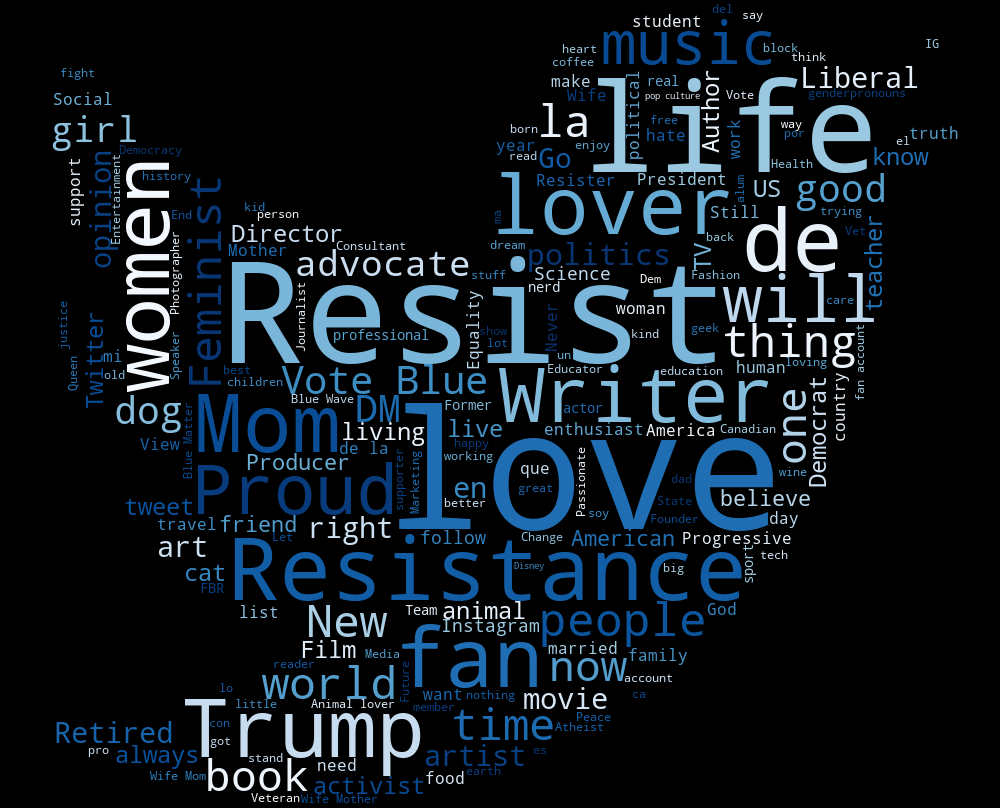 del
say
student
music
IG
heart
block
coffee
think
fight
make
life
real
Liberal
Social
Wife
political
pop culture
Author
Vote
genderpronouns
girl
born
la
free
hate
work
way
por
truth
Democracy
year
enjoy
el
read
Go
Health
know
support
Entertainment
women
opinion
history
Feminist
Resister
President
alum
US
good
End
kid
person
lover
ma
Still
trying
Photographer
Director
Consultant
dream
politics
TV
back
de
Vet
teacher
Mother
advocate
stuff
Science
Dem
Fashion
nerd
Resist
will
care
Journalist
professional
Equality
show
lot
Never
woman
kind
geek
thing
justice
Twitter
mi
old
Speaker
Queen
best
children
Vote Blue
un
Educator
education
human
loving
fan account
Writer
actor
dog
Mom
Blue Wave
DM
Former
live
love
enthusiast
America
Canadian
one
Democrat
country
View
Blue Matter
living
de la
happy
working
Producer
supporter
Marketing
que
great
Passionate
dad
wine
Proud
en
better
State
believe
tweet
soy
Founder
day
travel
friend
right
follow
Let
Change
American
Progressive
art
sport
tech
cat
Resistance
Disney
big
FBR
list
New
Team
animal
Instagram
people
God
Film
Media
fan
married
family
reader
now
account
world
Future
lo
little
Animal lover
want
nothing
movie
ca
member
Trump
con
time
Peace
Atheist
Retired
got
pro
always
stand
need
artist
es
Wife Mom
book
activist
food
earth
Veteran
Wife Mother